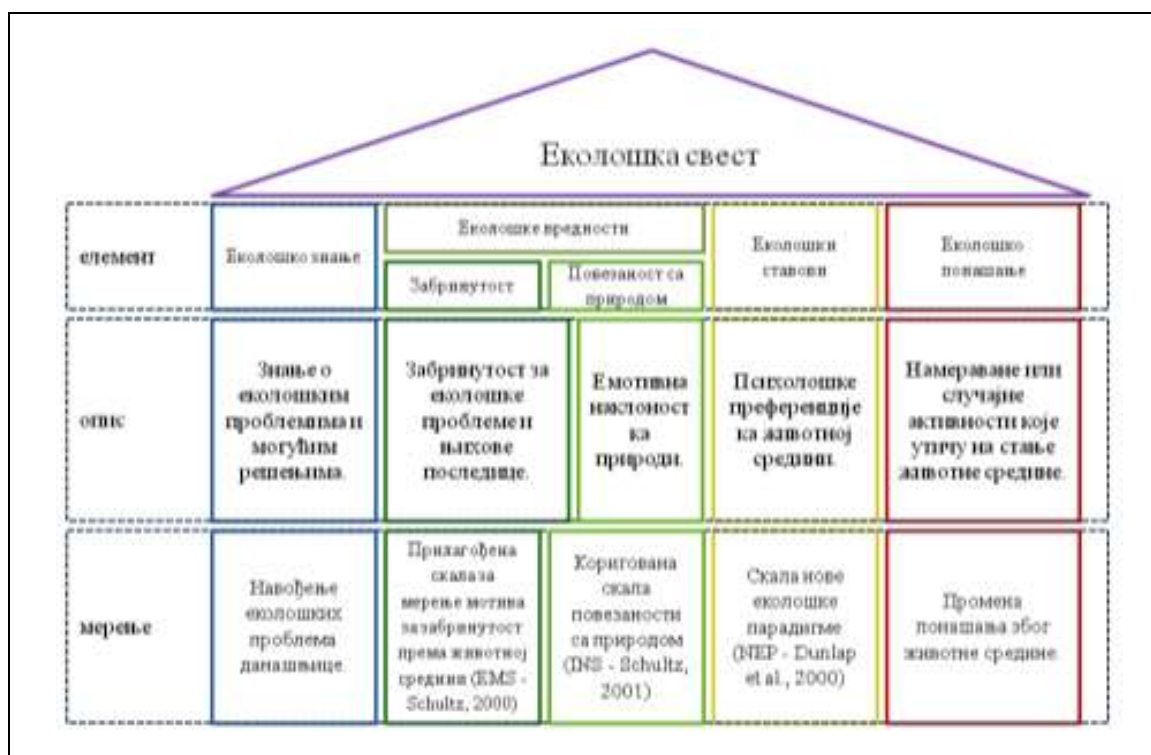 Еколошка свест
елемент
Еколошко знање
Еколошке вредности
Забринутост
Повезаност са
природом
Еколошки
ставови
Еколошко
понашање
опис
Знање о
еколошким
проблемима и
могућим
решењима.
Забринутост за
еколошке
проблеме и
њихове
последице.
Емотивна
наклоност
ка
природи.
Психолошке
преференције
ка животној
средини.
Намераване или
случајне
активности које
утичу на стање
животне средине.
мерење
Навођење
еколошких
проблема
данашњице.
Прилагођена
скала за
мерење мотива
за забринутост
према животној
средини (EMS -
Schultz, 2000)
Коригована
скала
повезаности
са природом
(INS - Schultz,
2001)
Скала нове
еколошке
парадигме
(NEP - Dunlap
et al., 2000)
Промена
понашања због
животне средине.